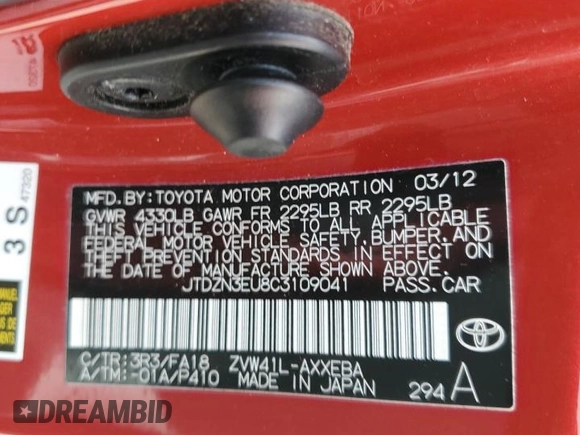 3 S
47320
MFD.BY:TOYOTA MOTOR CORPORATION 03/12
GVWR 4330LB GAWR FR 2295LB RR 2295LB
THIS VEHICLE CONFORMS TO ALL APPLICABLE
FEDERAL MOTOR VEHICLE SAFETY,BUMPER,AND
THEFT PREVENTION STANDARDS IN EFFECT ON
THE DATE OF MANUFACTURE SHOWN ABOVE.
JTDZN3EU8C3109041 PASS.CAR
C/TR:3R3/FA18 ZVW41L-AXXEBA
A/TM:-01A/P410 MADE IN JAPAN
TOYOTA
294 A
DREAMBID